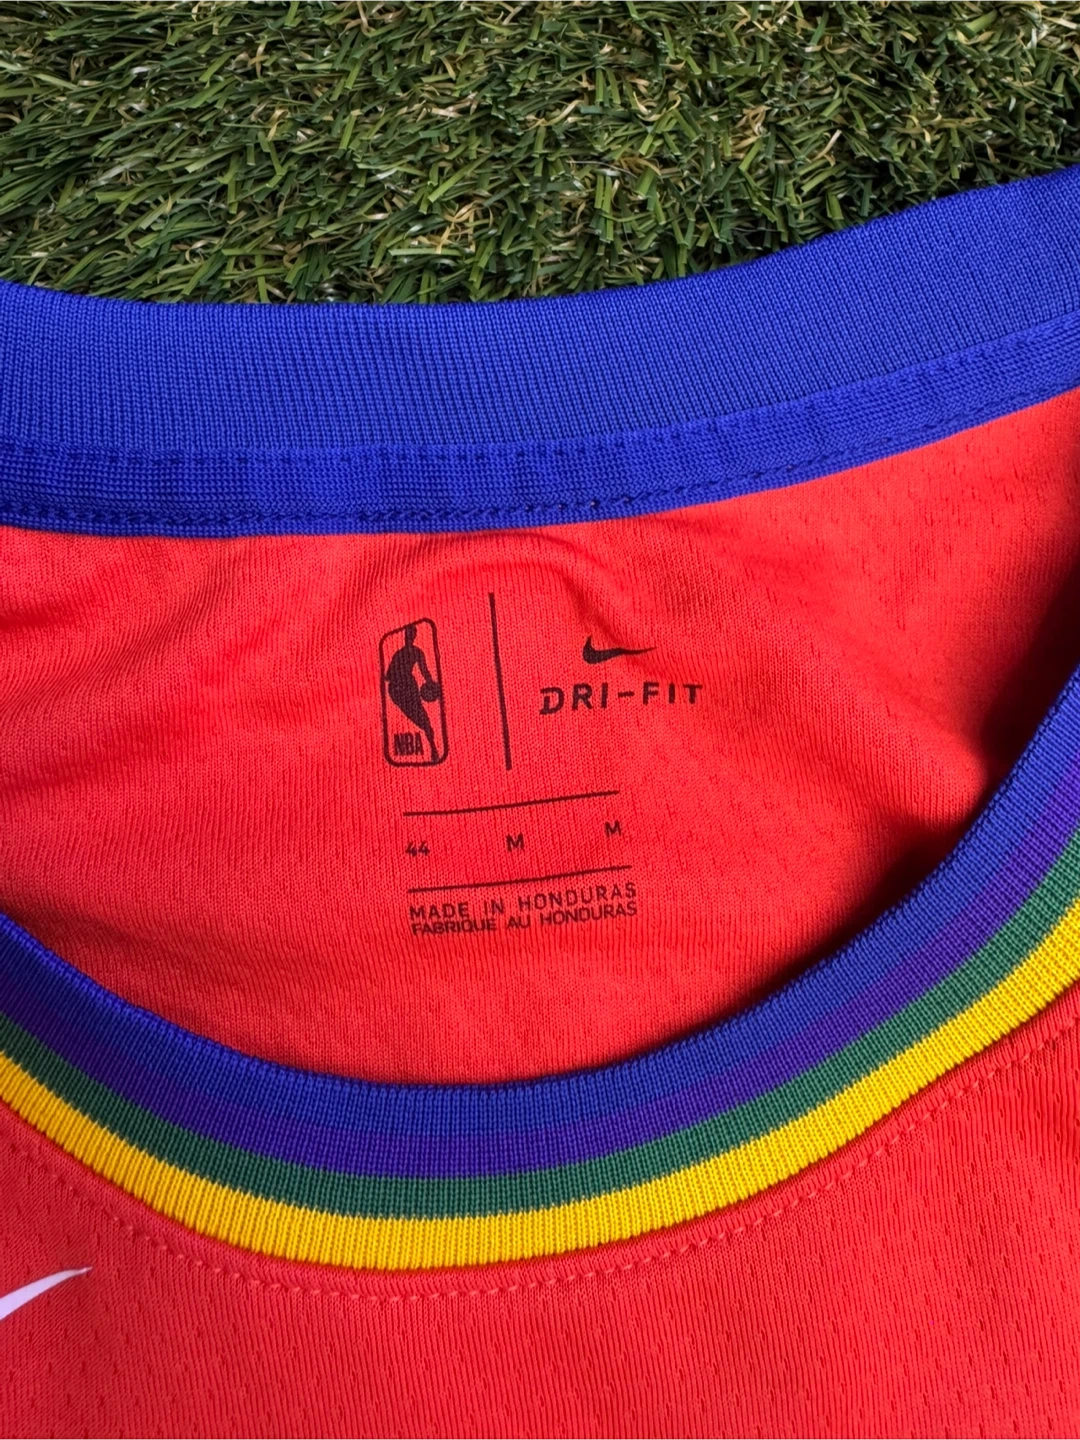 NBA
DRI-FIT
44 M M
MADE IN HONDURAS
FABRIQUE AU HONDURAS